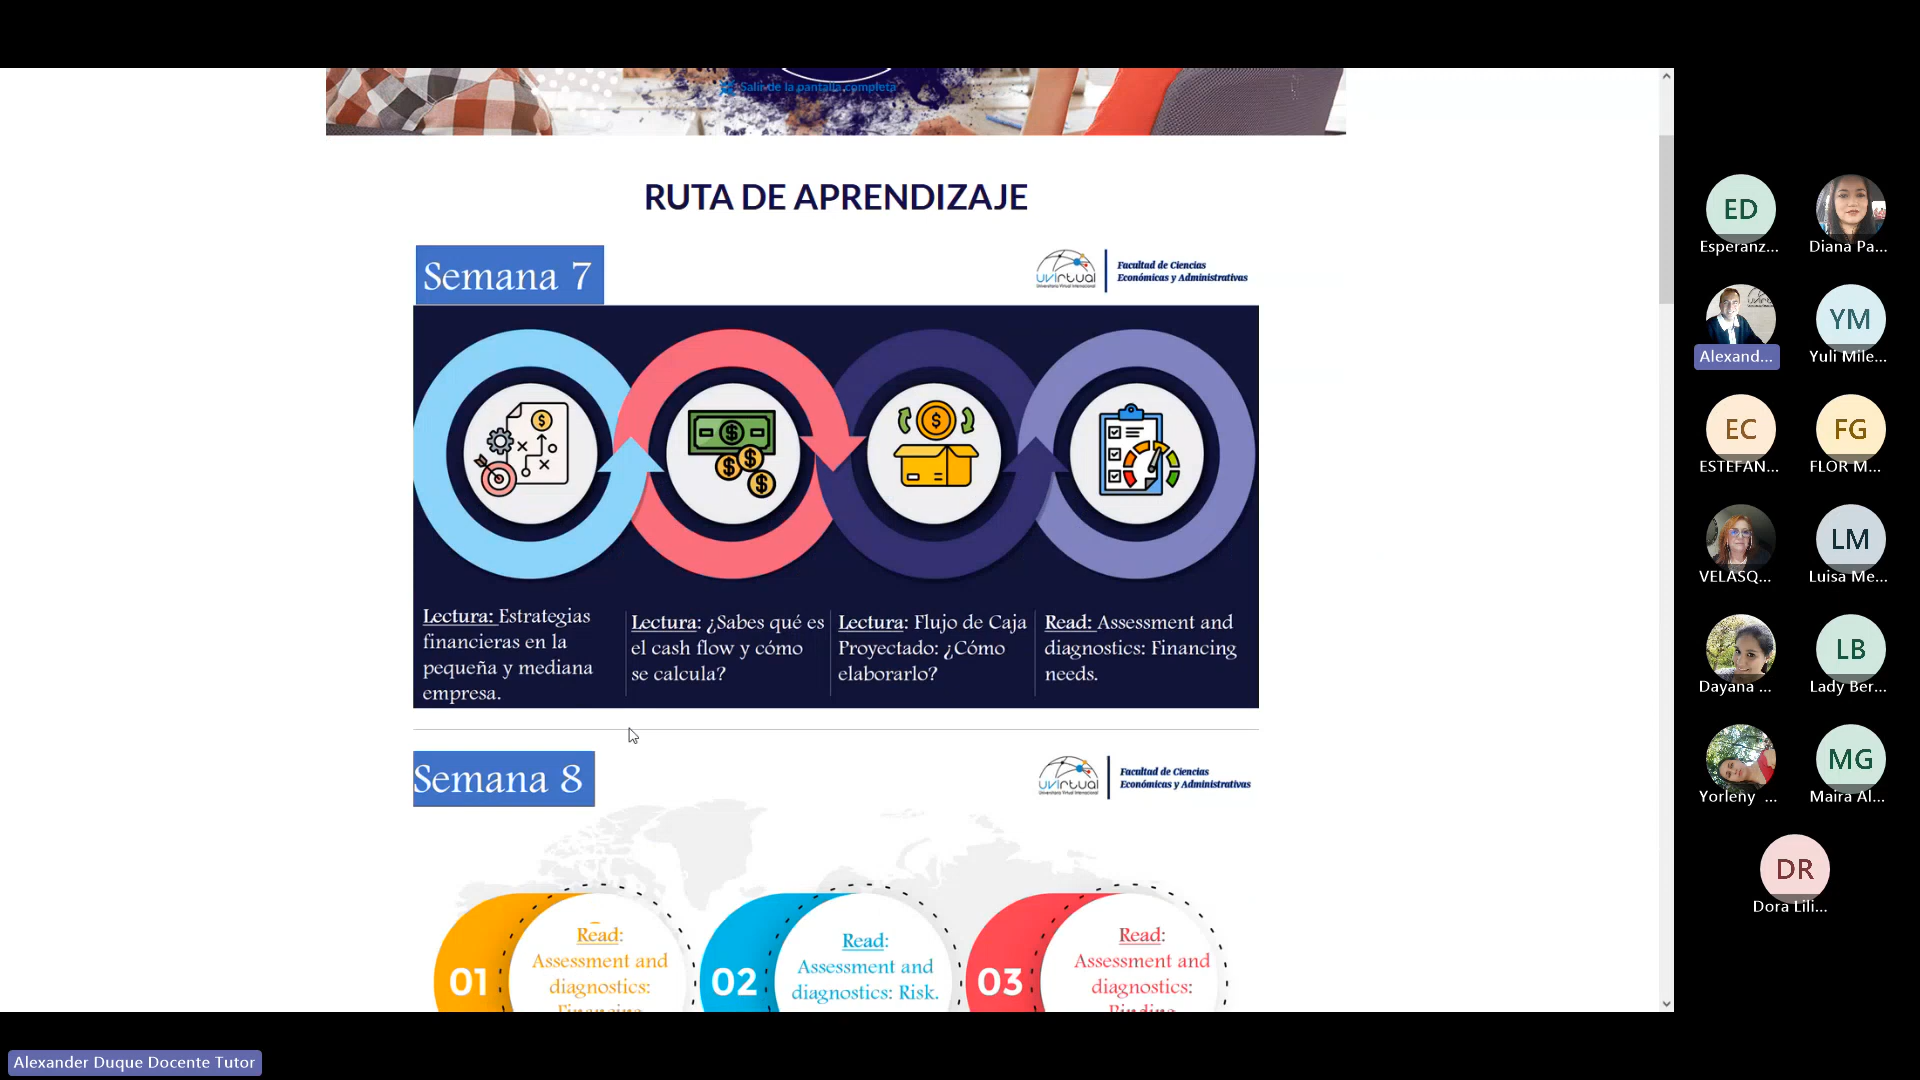 Salir de la pantalla completa
RUTA DE APRENDIZAJE
Semana 7
uvirtual
Facultad de Ciencias
Económicas y Administrativas
Lectura: Estrategias
financieras en la
pequeña y mediana
empresa.
Lectura: ¿Sabes qué es
el cash flow y cómo
se calcula?
Lectura: Flujo de Caja
Proyectado: ¿Cómo
elaborarlo?
Read: Assessment and
diagnostics: Financing
needs.
Semana 8
uvirtual
Facultad de Ciencias
Económicas y Administrativas
01
Read:
Assessment and
diagnostics:
Financing
02
Read:
Assessment and
diagnostics: Risk.
03
Read:
Assessment and
diagnostics:
ED
Esperanz...
Diana Pa...
Alexand...
YM
Yuli Mile...
EC
ESTEFAN...
FG
FLOR M...
VELASQ...
LM
Luisa Me...
Dayana ...
LB
Lady Ber...
Yorleny ...
MG
Maira Al...
DR
Dora Lili...
Alexander Duque Docente Tutor